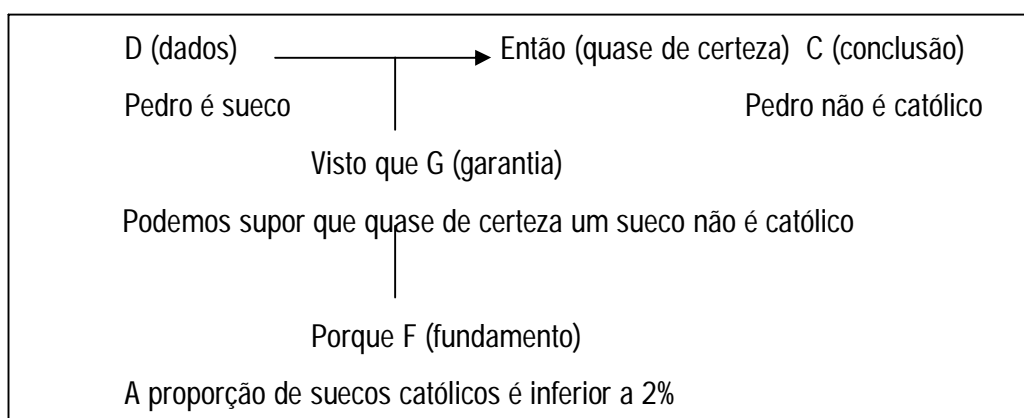 D (dados) Então (quase de certeza) C (conclusão)
Pedro é sueco Pedro não é católico
Visto que G (garantia)
Podemos supor que quase de certeza um sueco não é católico
Porque F (fundamento)
A proporção de suecos católicos é inferior a 2%